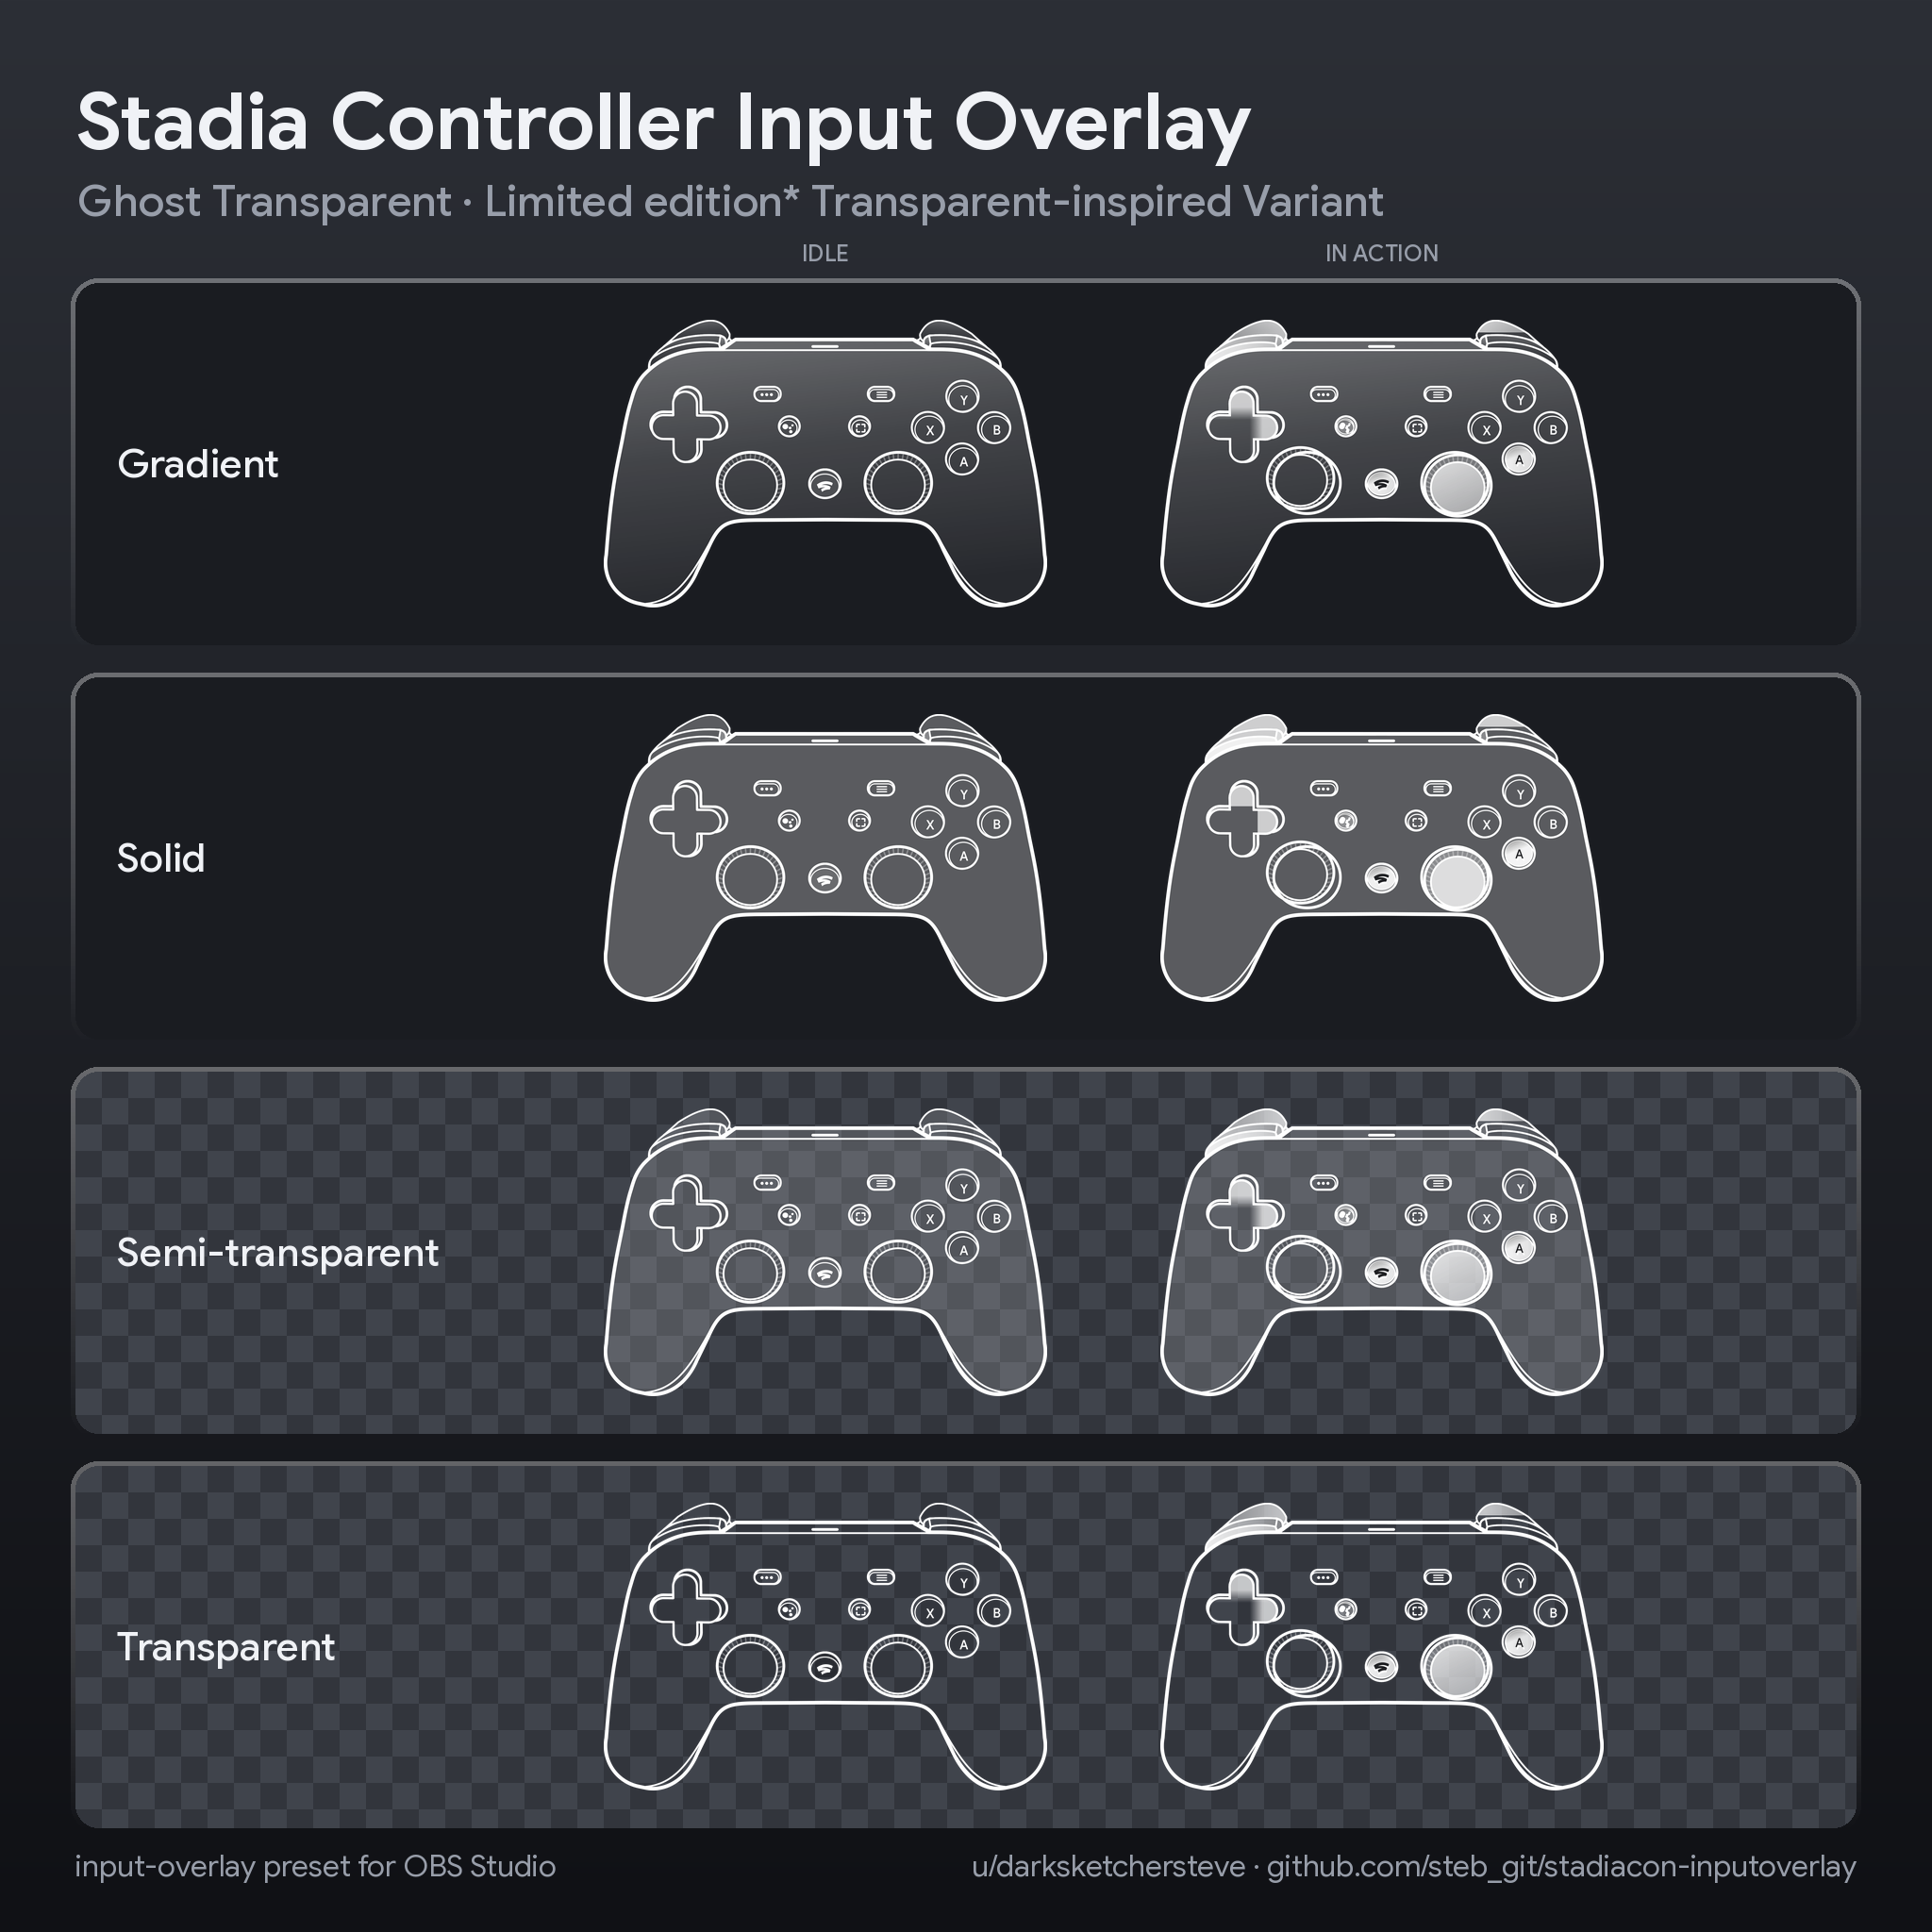 Stadia Controller Input Overlay
Ghost Transparent · Limited edition* Transparent-inspired Variant
IDLE
IN ACTION
Gradient
Y
X
B
A
Y
X
B
A
Solid
Y
X
B
A
Y
X
B
A
Semi-transparent
Y
X
B
A
Y
X
B
A
Transparent
Y
X
B
A
Y
X
B
A
input-overlay preset for OBS Studio
u/darksketchersteve · github.com/steb_git/stadiacon-inputoverlay